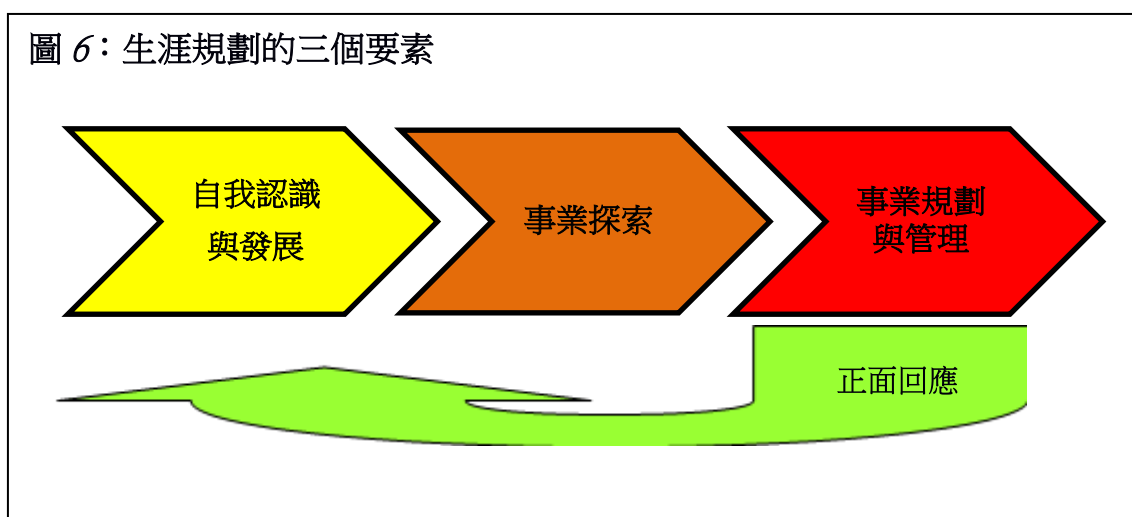 圖 6：生涯規劃的三個要素
自我認識
與發展
事業探索
事業規劃
與管理
正面回應